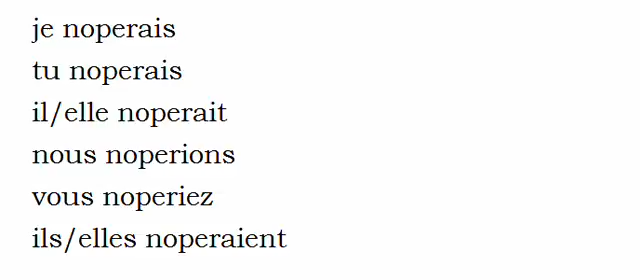 je noperais
tu noperais
il/elle noperait
nous noperions
vous noperiez
ils/elles noperaient